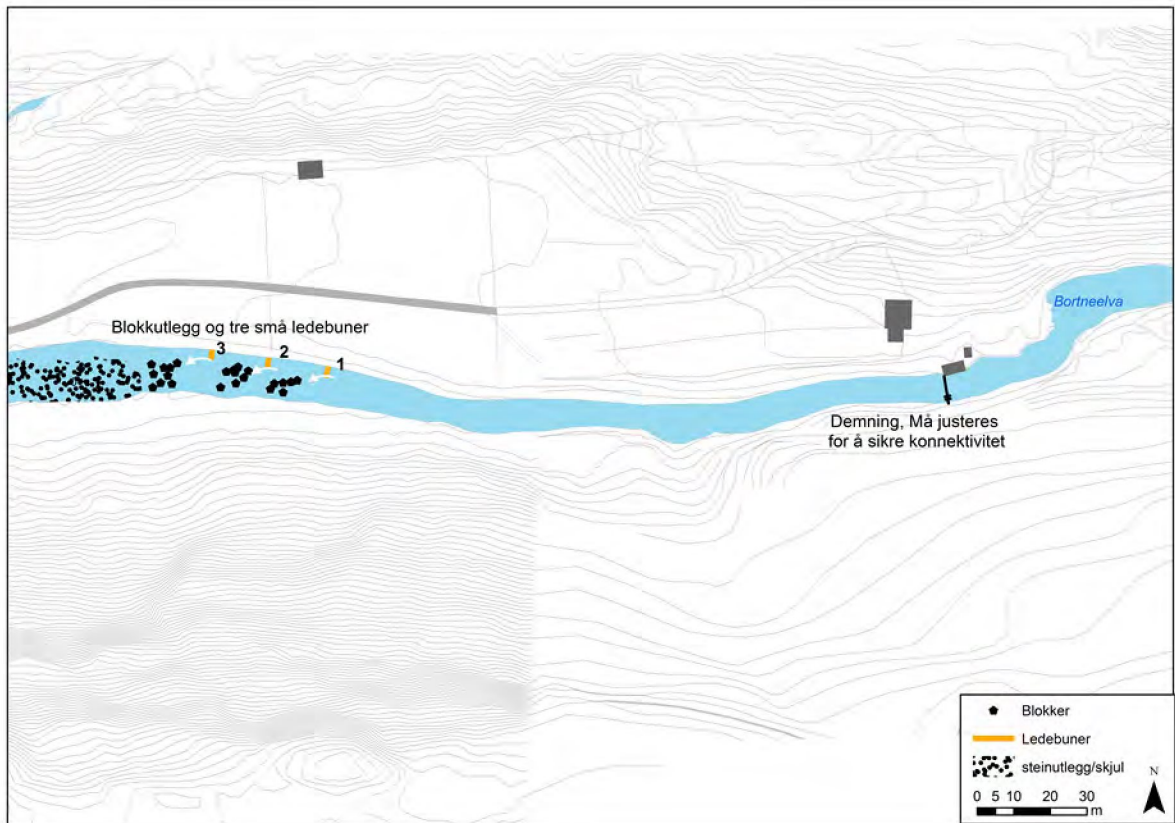 Bortneelva
Blokkutlegg og tre små ledebuner
3
2
1
Demning, Må justeres
for å sikre konnektivitet
Blokker
Ledebuner
steinutlegg/skjul
N
0 5 10 20 30
m